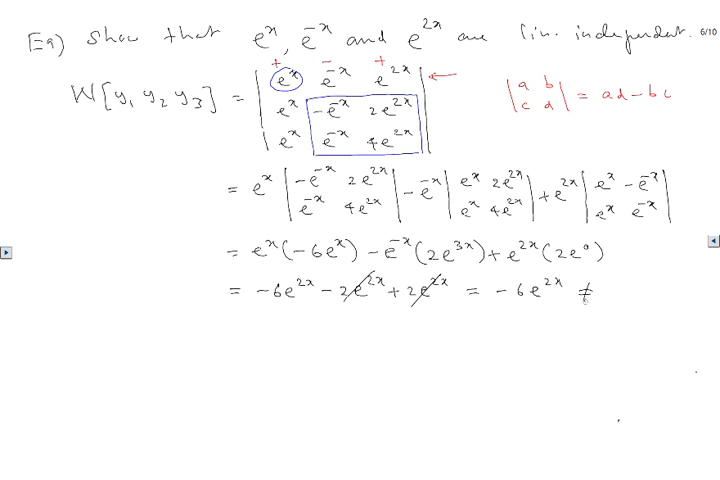 Eg) Show that e^x, e^-x and e^2x are lin. independent. 6/10
+ - +
W[y₁ y₂ y₃] = | e^x e^-x e^2x | ← | a b | = ad-bc
| e^x -e^-x 2e^2x | | c d |
| e^x e^-x 4e^2x |
= e^x | -e^-x 2e^2x | - e^-x | e^x 2e^2x | + e^2x | e^x -e^-x |
| e^-x 4e^2x | | e^x 4e^2x | | e^x e^-x |
= e^x(-6e^x) - e^-x(2e^3x) + e^2x(2e^0)
= -6e^2x - 2e^2x + 2e^2x = -6e^2x ≠